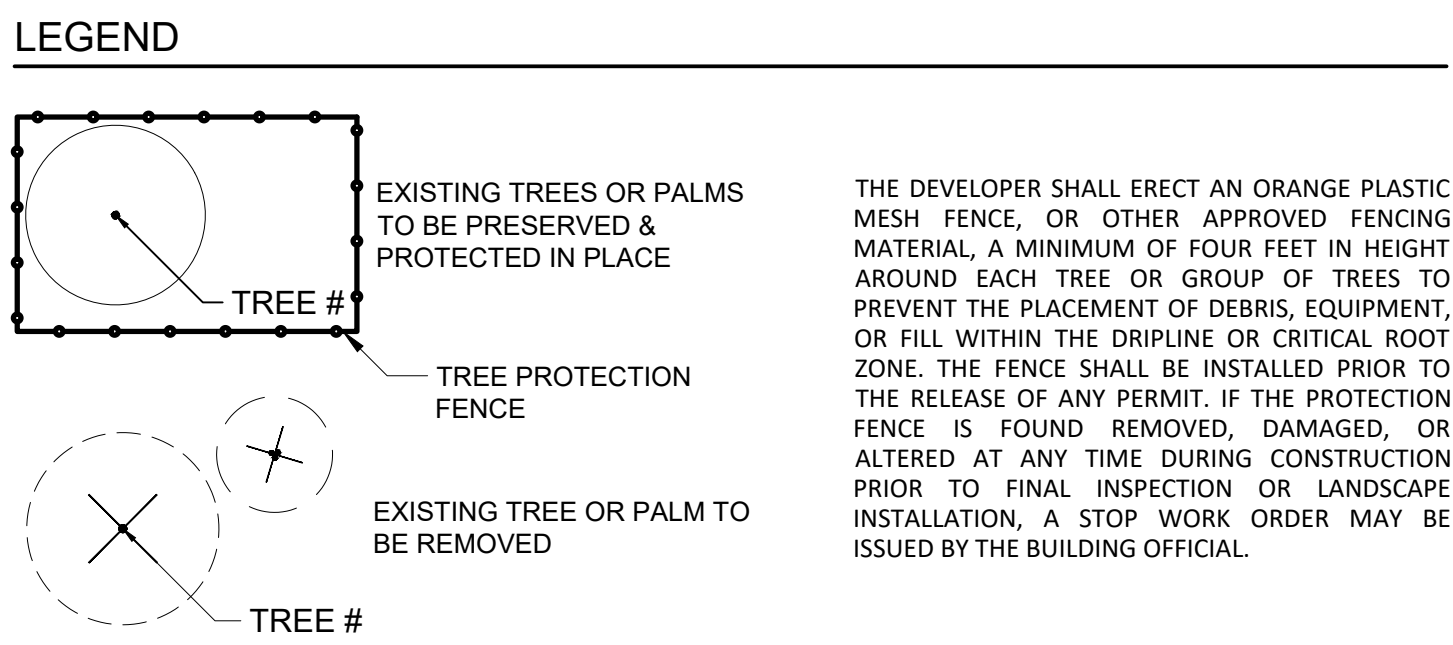 LEGEND
EXISTING TREES OR PALMS
TO BE PRESERVED &
PROTECTED IN PLACE
TREE #
TREE PROTECTION
FENCE
EXISTING TREE OR PALM TO
BE REMOVED
TREE #
THE DEVELOPER SHALL ERECT AN ORANGE PLASTIC
MESH FENCE, OR OTHER APPROVED FENCING
MATERIAL, A MINIMUM OF FOUR FEET IN HEIGHT
AROUND EACH TREE OR GROUP OF TREES TO
PREVENT THE PLACEMENT OF DEBRIS, EQUIPMENT,
OR FILL WITHIN THE DRIPLINE OR CRITICAL ROOT
ZONE. THE FENCE SHALL BE INSTALLED PRIOR TO
THE RELEASE OF ANY PERMIT. IF THE PROTECTION
FENCE IS FOUND REMOVED, DAMAGED, OR
ALTERED AT ANY TIME DURING CONSTRUCTION
PRIOR TO FINAL INSPECTION OR LANDSCAPE
INSTALLATION, A STOP WORK ORDER MAY BE
ISSUED BY THE BUILDING OFFICIAL.